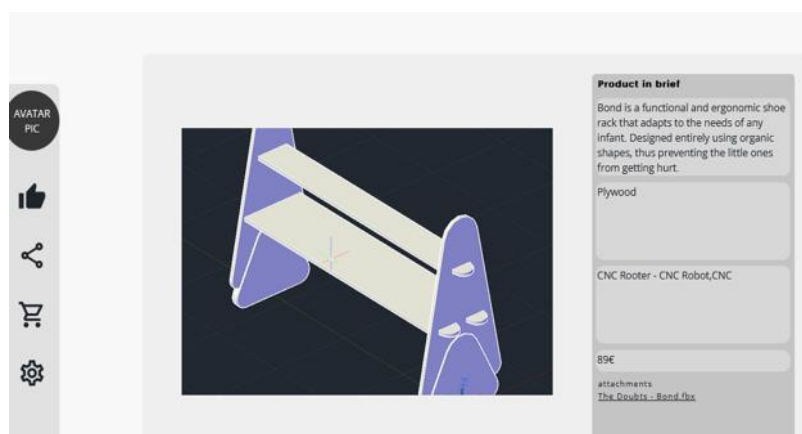 AVATAR
PIC
Product in brief
Bond is a functional and ergonomic shoe
rack that adapts to the needs of any
infant. Designed entirely using organic
shapes, thus preventing the little ones
from getting hurt.
Plywood
CNC Rooter - CNC Robot,CNC
89€
attachments
The Doubts - Bond.fbx